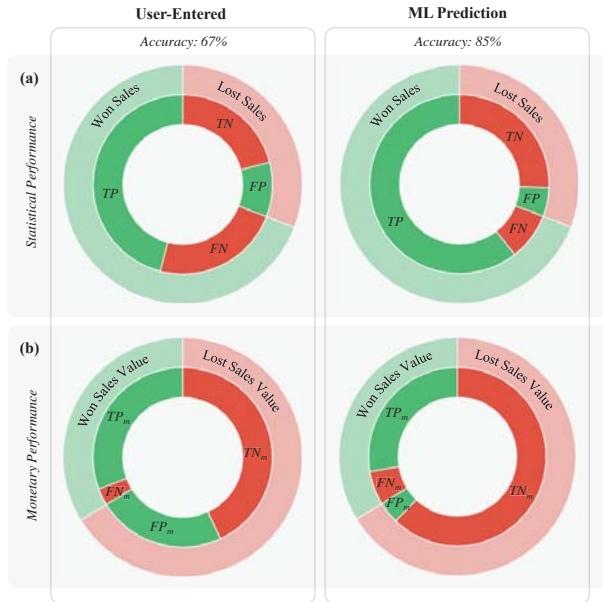 User-Entered
ML Prediction
Accuracy: 67%
Accuracy: 85%
(a)
Statistical Performance
Won Sales
Lost Sales
TN
FP
FN
TP
Won Sales
Lost Sales
TN
FP
FN
TP
(b)
Monetary Performance
Won Sales Value
Lost Sales Value
TPm
TNm
FNm
FPm
Won Sales Value
Lost Sales Value
TPm
TNm
FNm
FPm